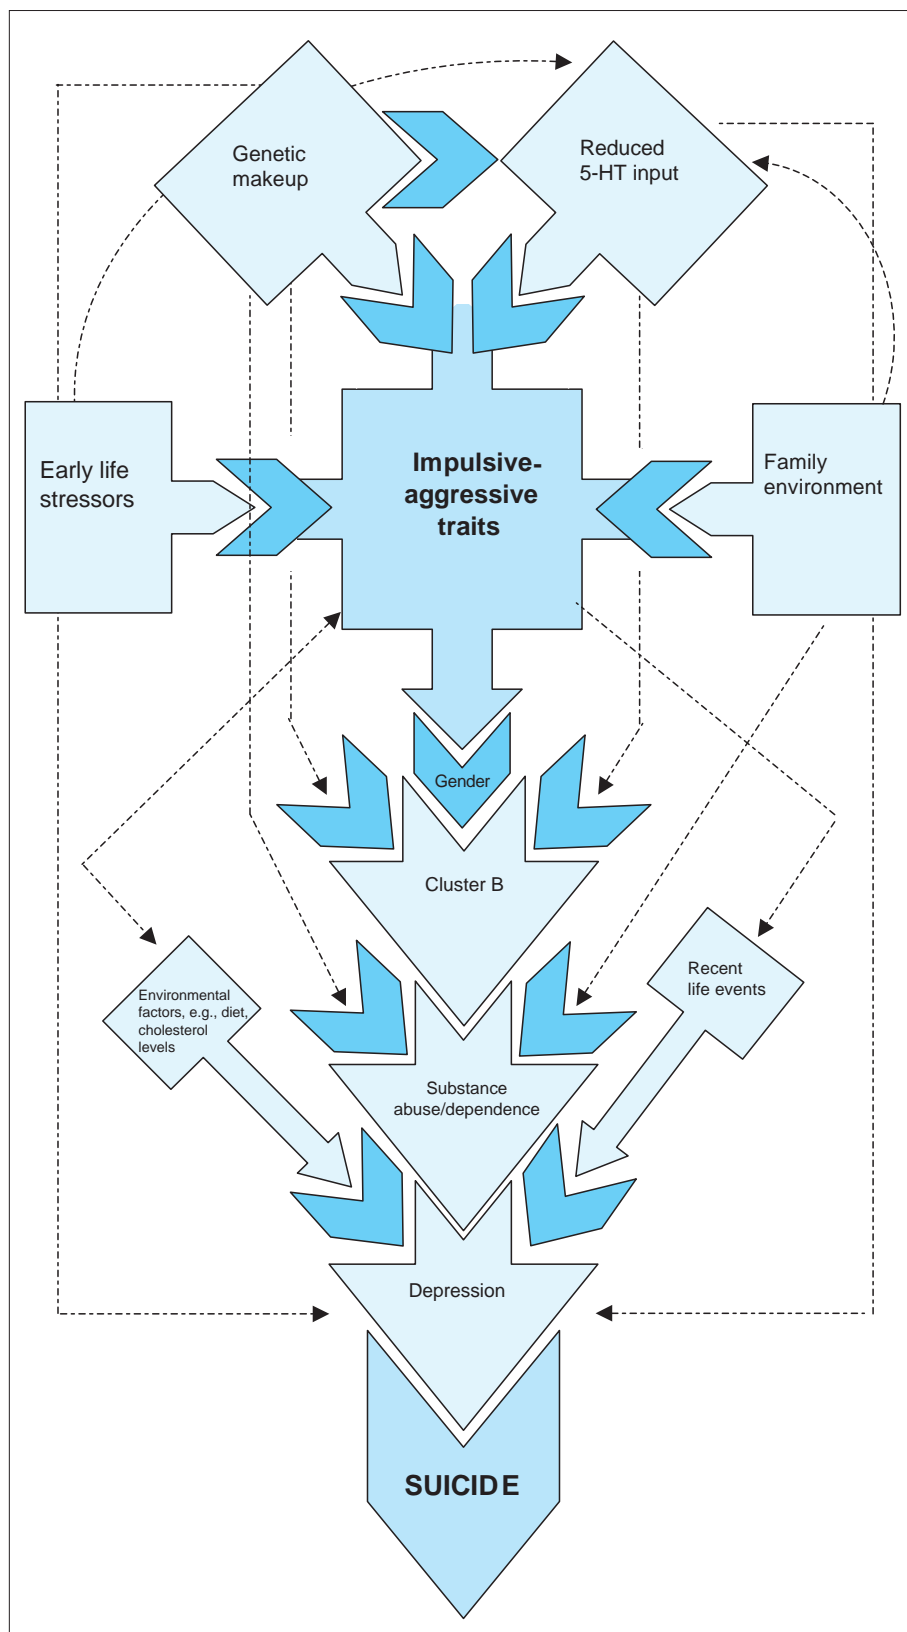 Genetic
makeup
Reduced
5-HT input
Early life
stressors
Impulsive-
aggressive
traits
Family
environment
Gender
Cluster B
Environmental
factors, e.g., diet,
cholesterol
levels
Recent
life events
Substance
abuse/dependence
Depression
SUICIDE